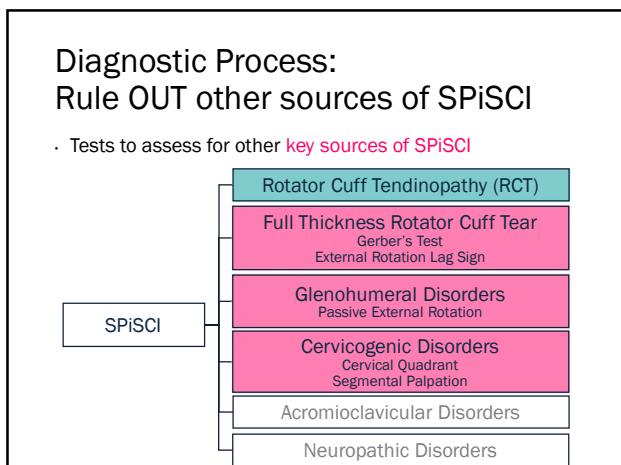 Diagnostic Process:
Rule OUT other sources of SPiSCI
· Tests to assess for other key sources of SPiSCI
SPiSCI
Rotator Cuff Tendinopathy (RCT)
Full Thickness Rotator Cuff Tear
Gerber's Test
External Rotation Lag Sign
Glenohumeral Disorders
Passive External Rotation
Cervicogenic Disorders
Cervical Quadrant
Segmental Palpation
Acromioclavicular Disorders
Neuropathic Disorders